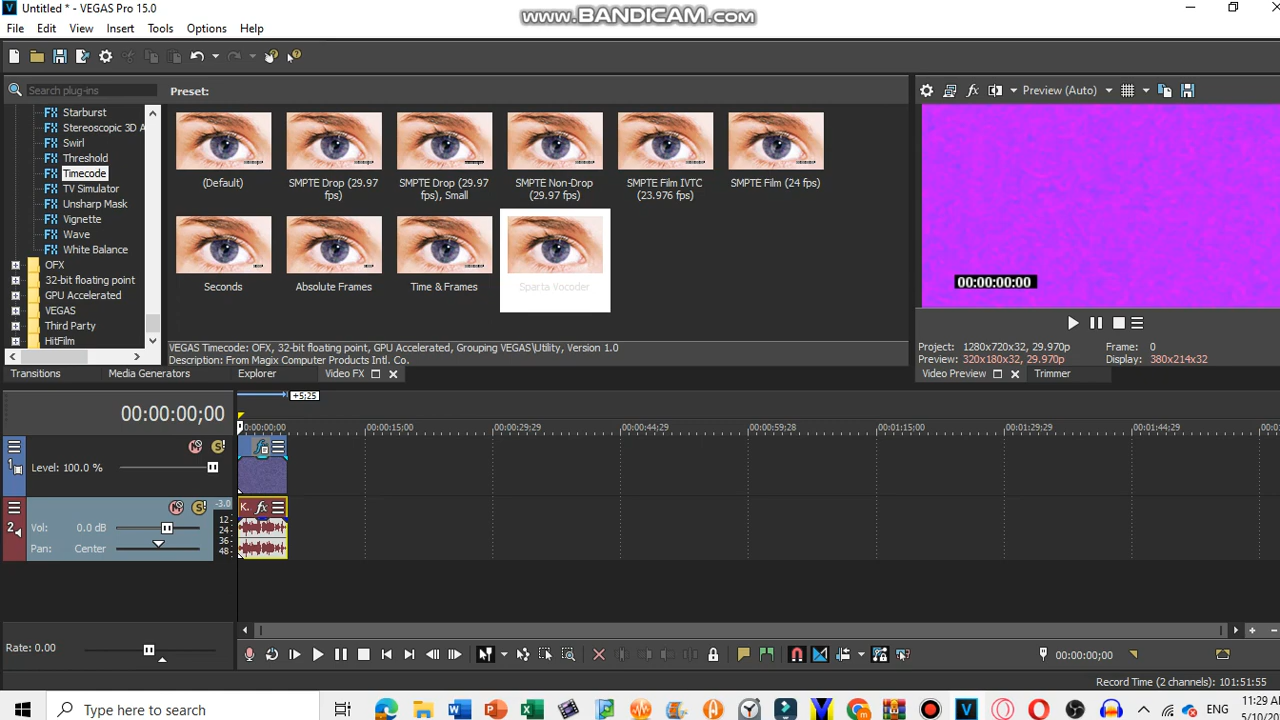 Untitled * - VEGAS Pro 15.0
www.BANDICAM.com
File Edit View Insert Tools Options Help
Search plug-ins
Preset:
Preview (Auto)
Starburst
Stereoscopic 3D A
Swirl
Threshold
Timecode
TV Simulator
Unsharp Mask
Vignette
Wave
White Balance
OFX
32-bit floating point
GPU Accelerated
VEGAS
Third Party
HitFilm
(Default)
SMPTE Drop (29.97 fps)
SMPTE Drop (29.97 fps), Small
SMPTE Non-Drop (29.97 fps)
SMPTE Film IVTC (23.976 fps)
SMPTE Film (24 fps)
Seconds
Absolute Frames
Time & Frames
Sparta Vocoder
VEGAS Timecode: OFX, 32-bit floating point, GPU Accelerated, Grouping VEGAS\Utility, Version 1.0
Description: From Magix Computer Products Intl. Co.
00:00:00:00
Project: 1280x720x32, 29.970p
Frame: 0
Preview: 320x180x32, 29.970p
Display: 380x214x32
Transitions Media Generators Explorer Video FX
Video Preview Trimmer
00:00:00;00
+5;25
00:00:00;00 00:00:15;00 00:00:29;29 00:00:44;29 00:00:59;28 00:01:15;00 00:01:29;29 00:01:44;29
1
Level: 100.0 %
2
Vol: 0.0 dB
Pan: Center
-3.0
12
24
36
48
K.
fx
Rate: 0.00
00:00:00;00
Record Time (2 channels): 101:51:55
Type here to search
ENG
11:29